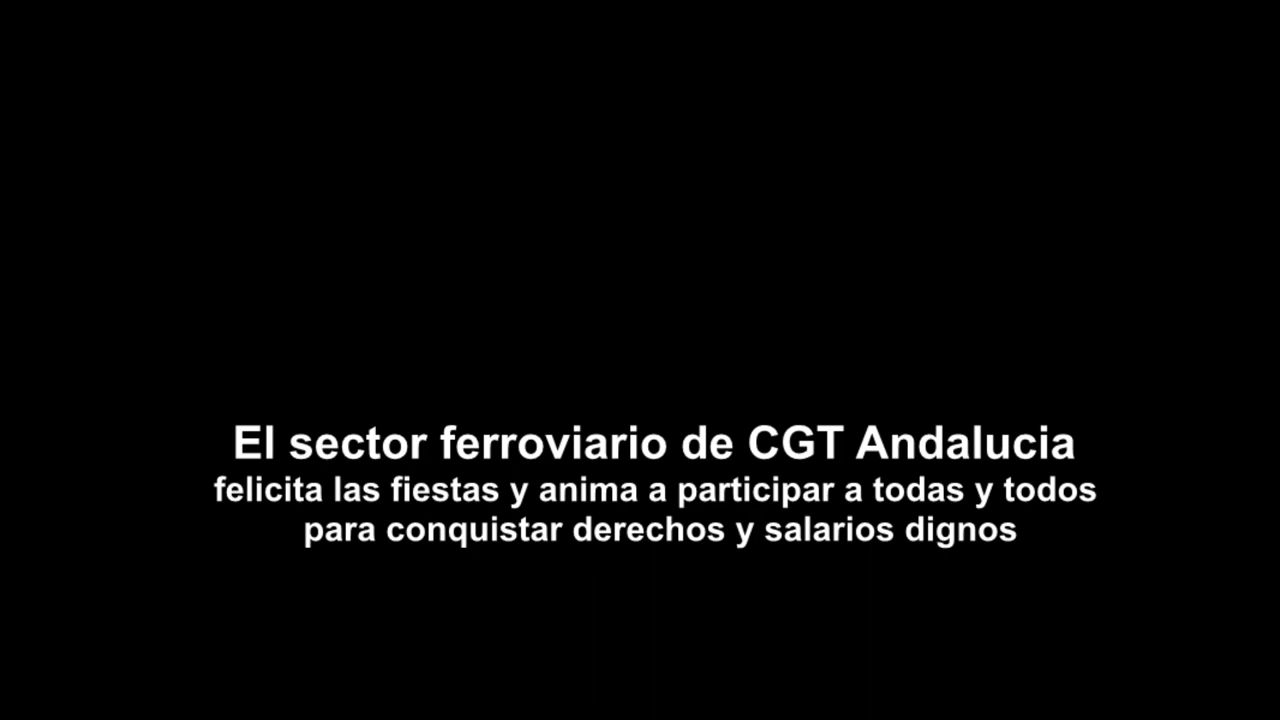 El sector ferroviario de CGT Andalucia
felicita las fiestas y anima a participar a todas y todos
para conquistar derechos y salarios dignos